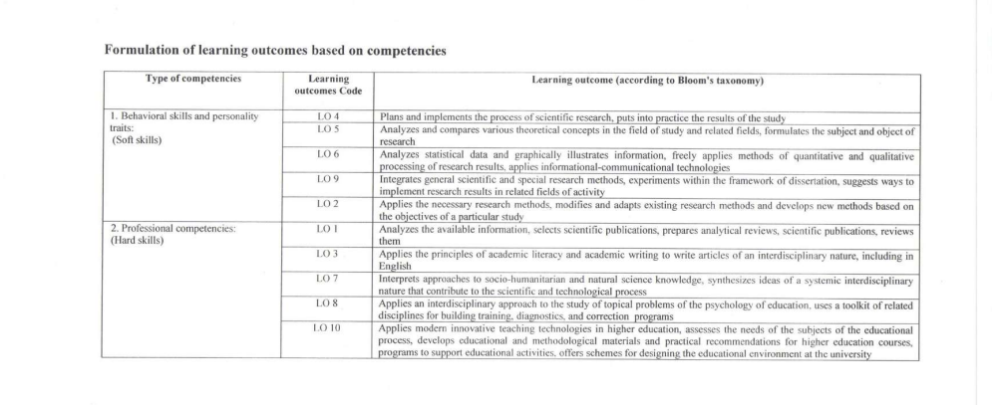 Formulation of learning outcomes based on competencies
Type of competencies
Learning
outcomes Code
Learning outcome (according to Bloom's taxonomy)
1. Behavioral skills and personality
traits:
(Soft skills)
LO 4
Plans and implements the process of scientific research, puts into practice the results of the study
LO 5
Analyzes and compares various theoretical concepts in the field of study and related fields, formulates the subject and object of
research
LO 6
Analyzes statistical data and graphically illustrates information, freely applies methods of quantitative and qualitative
processing of research results, applies informational-communicational technologies
LO 9
Integrates general scientific and special research methods, experiments within the framework of dissertation, suggests ways to
implement research results in related fields of activity
LO 2
Applies the necessary research methods, modifies and adapts existing research methods and develops new methods based on
the objectives of a particular study
2. Professional competencies:
(Hard skills)
LO 1
Analyzes the available information, selects scientific publications, prepares analytical reviews, scientific publications, reviews
them
LO 3
Applies the principles of academic literacy and academic writing to write articles of an interdisciplinary nature, including in
English
LO 7
Interprets approaches to socio-humanitarian and natural science knowledge, synthesizes ideas of a systemic interdisciplinary
nature that contribute to the scientific and technological process
LO 8
Applies an interdisciplinary approach to the study of topical problems of the psychology of education, uses a toolkit of related
disciplines for building training, diagnostics, and correction programs
LO 10
Applies modern innovative teaching technologies in higher education, assesses the needs of the subjects of the educational
process, develops educational and methodological materials and practical recommendations for higher education courses,
programs to support educational activities, offers schemes for designing the educational environment at the university